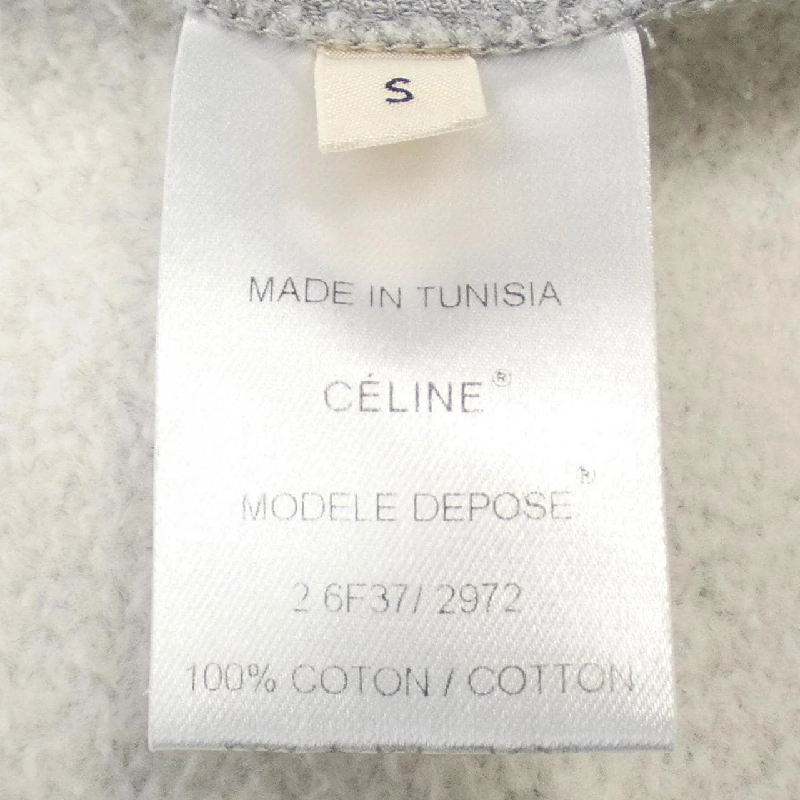 S
MADE IN TUNISIA
CÉLINE®
MODELE DEPOSE®
2 6F37/ 2972
100% COTON / COTTON